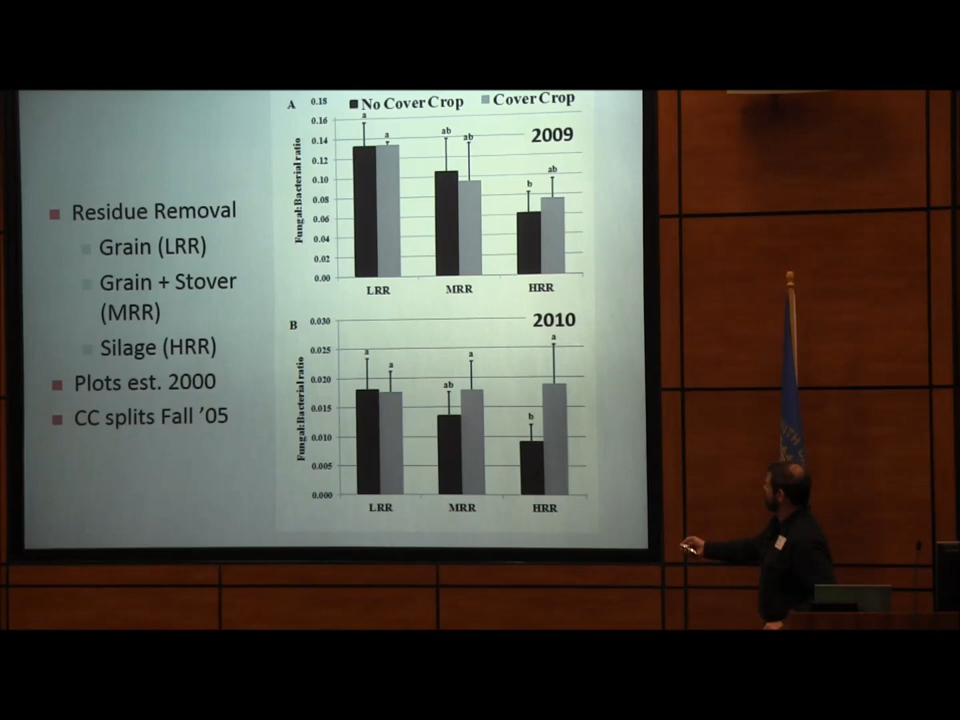 Residue Removal
Grain (LRR)
Grain + Stover
(MRR)
Silage (HRR)
Plots est. 2000
CC splits Fall ’05
A
No Cover Crop
Cover Crop
2009
Fungal:Bacterial ratio
0.18
0.16
0.14
0.12
0.10
0.08
0.06
0.04
0.02
0.00
a
a
ab
ab
b
ab
LRR
MRR
HRR
B
2010
Fungal:Bacterial ratio
0.030
0.025
0.020
0.015
0.010
0.005
0.000
a
a
ab
a
b
a
LRR
MRR
HRR